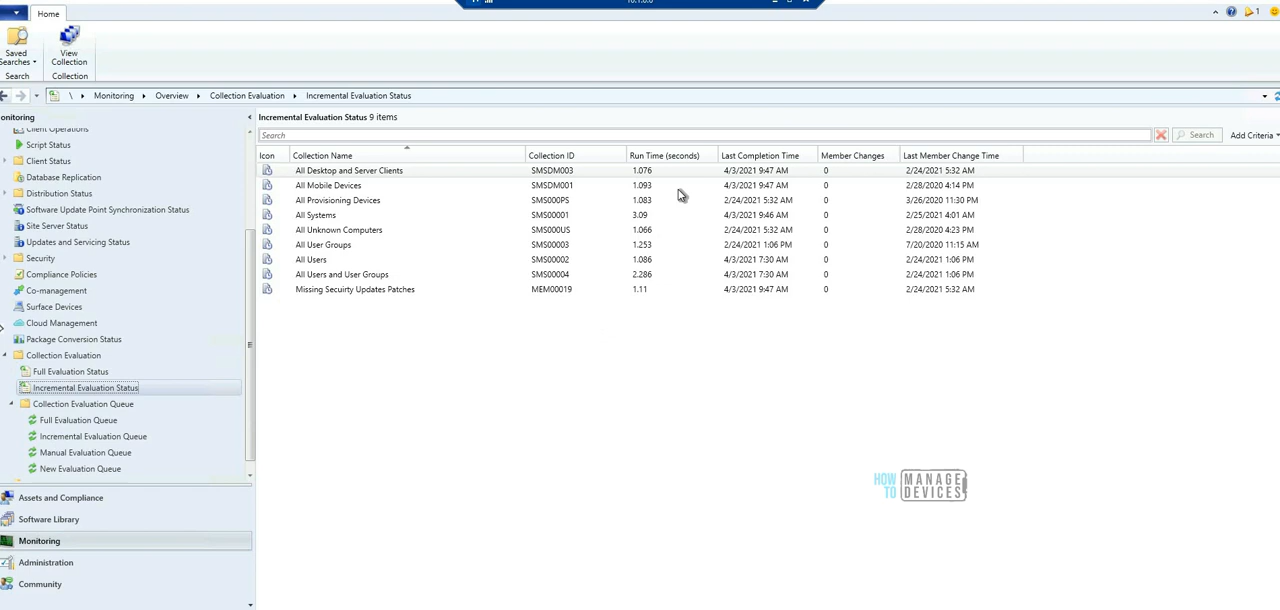 Home
Saved
Searches
Search
View
Collection
Collection
1
\ Monitoring Overview Collection Evaluation Incremental Evaluation Status
onitoring
Client Operations
Script Status
Client Status
Database Replication
Distribution Status
Software Update Point Synchronization Status
Site Server Status
Updates and Servicing Status
Security
Compliance Policies
Co-management
Surface Devices
Cloud Management
Package Conversion Status
Collection Evaluation
Full Evaluation Status
Incremental Evaluation Status
Collection Evaluation Queue
Full Evaluation Queue
Incremental Evaluation Queue
Manual Evaluation Queue
New Evaluation Queue
Assets and Compliance
Software Library
Monitoring
Administration
Community
Incremental Evaluation Status 9 items
Search Search Add Criteria
Icon Collection Name Collection ID Run Time (seconds) Last Completion Time Member Changes Last Member Change Time
All Desktop and Server Clients SMSDM003 1.076 4/3/2021 9:47 AM 0 2/24/2021 5:32 AM
All Mobile Devices SMSDM001 1.093 4/3/2021 9:47 AM 0 2/28/2020 4:14 PM
All Provisioning Devices SMS000PS 1.083 2/24/2021 5:32 AM 0 3/26/2020 11:30 PM
All Systems SMS00001 3.09 4/3/2021 9:46 AM 0 2/25/2021 4:01 AM
All Unknown Computers SMS000US 1.066 2/24/2021 5:32 AM 0 2/28/2020 4:23 PM
All User Groups SMS00003 1.253 2/24/2021 1:06 PM 0 7/20/2020 11:15 AM
All Users SMS00002 1.086 4/3/2021 7:30 AM 0 2/24/2021 1:06 PM
All Users and User Groups SMS00004 2.286 4/3/2021 7:30 AM 0 2/24/2021 1:06 PM
Missing Secuirty Updates Patches MEM00019 1.11 4/3/2021 9:47 AM 0 2/24/2021 5:32 AM
HOW TO MANAGE DEVICES